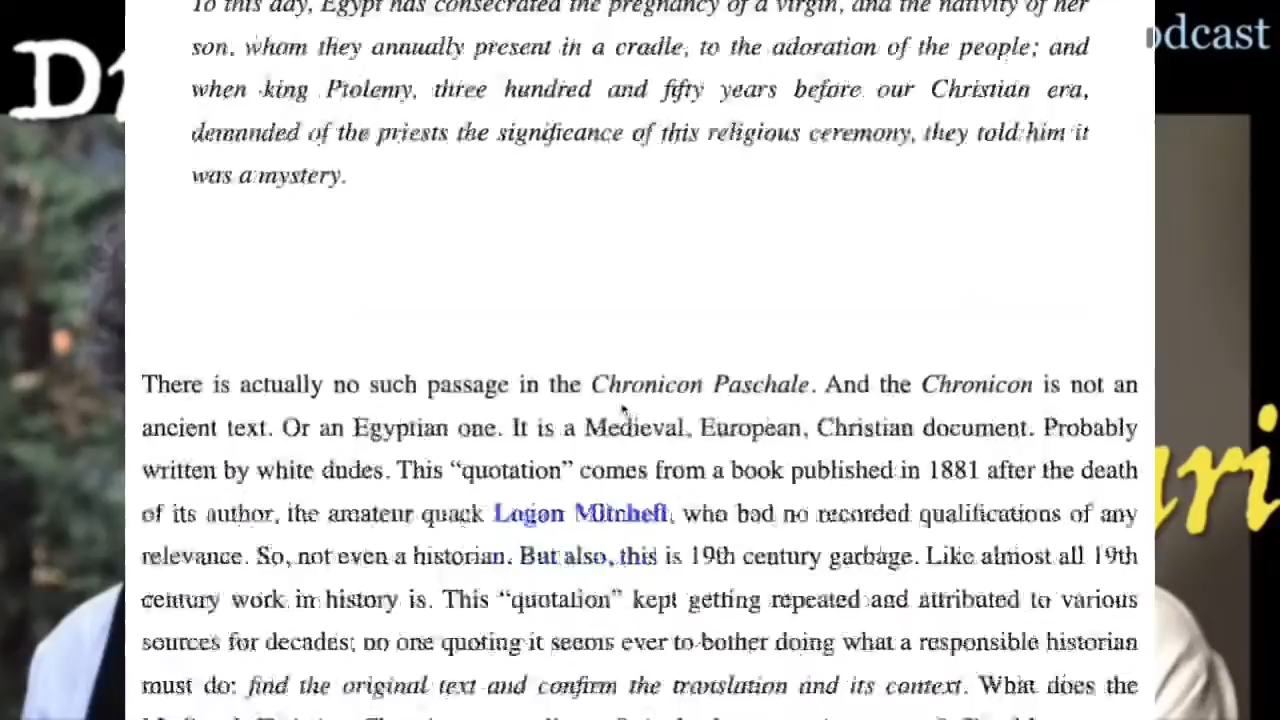 To this day, Egypt has consecrated the pregnancy of a virgin, and the nativity of her
odcast
son, whom they annually present in a cradle, to the adoration of the people; and
when king Ptolemy, three hundred and fifty years before our Christian era,
demanded of the priests the significance of this religious ceremony, they told him it
was a mystery.
There is actually no such passage in the Chronicon Paschale. And the Chronicon is not an
ancient text. Or an Egyptian one. It is a Medieval, European, Christian document. Probably
written by white dudes. This “quotation” comes from a book published in 1881 after the death
of its author, the amateur quack Logan Mitchell, who had no recorded qualifications of any
relevance. So, not even a historian. But also, this is 19th century garbage. Like almost all 19th
century work in history is. This “quotation” kept getting repeated and attributed to various
sources for decades; no one quoting it seems ever to bother doing what a responsible historian
must do: find the original text and confirm the translation and its context. What does the